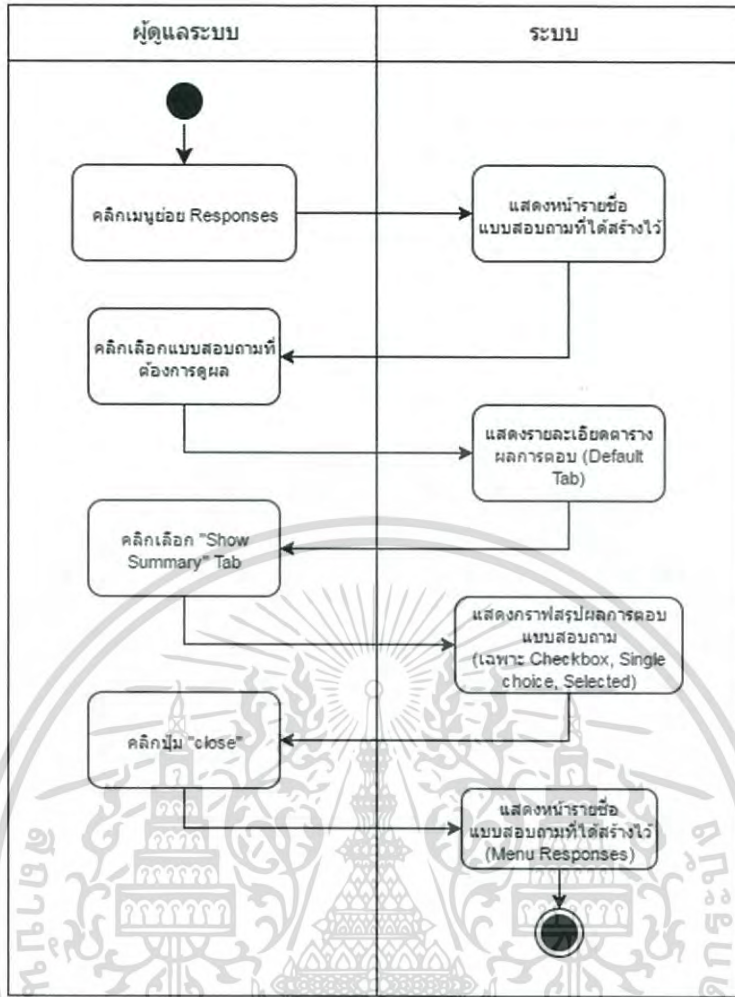 ผู้ดูแลระบบ
ระบบ
คลิกเมนูย่อย Responses
แสดงหน้ารายชื่อ
แบบสอบถามที่ได้สร้างไว้
คลิกเลือกแบบสอบถามที่
ต้องการดูผล
แสดงรายละเอียดตาราง
ผลการตอบ (Default
Tab)
คลิกเลือก "Show
Summary" Tab
แสดงกราฟสรุปผลการตอบ
แบบสอบถาม
(เฉพาะ Checkbox, Single
choice, Selected)
คลิกปุ่ม "close"
แสดงหน้ารายชื่อ
แบบสอบถามที่ได้สร้างไว้
(Menu Responses)